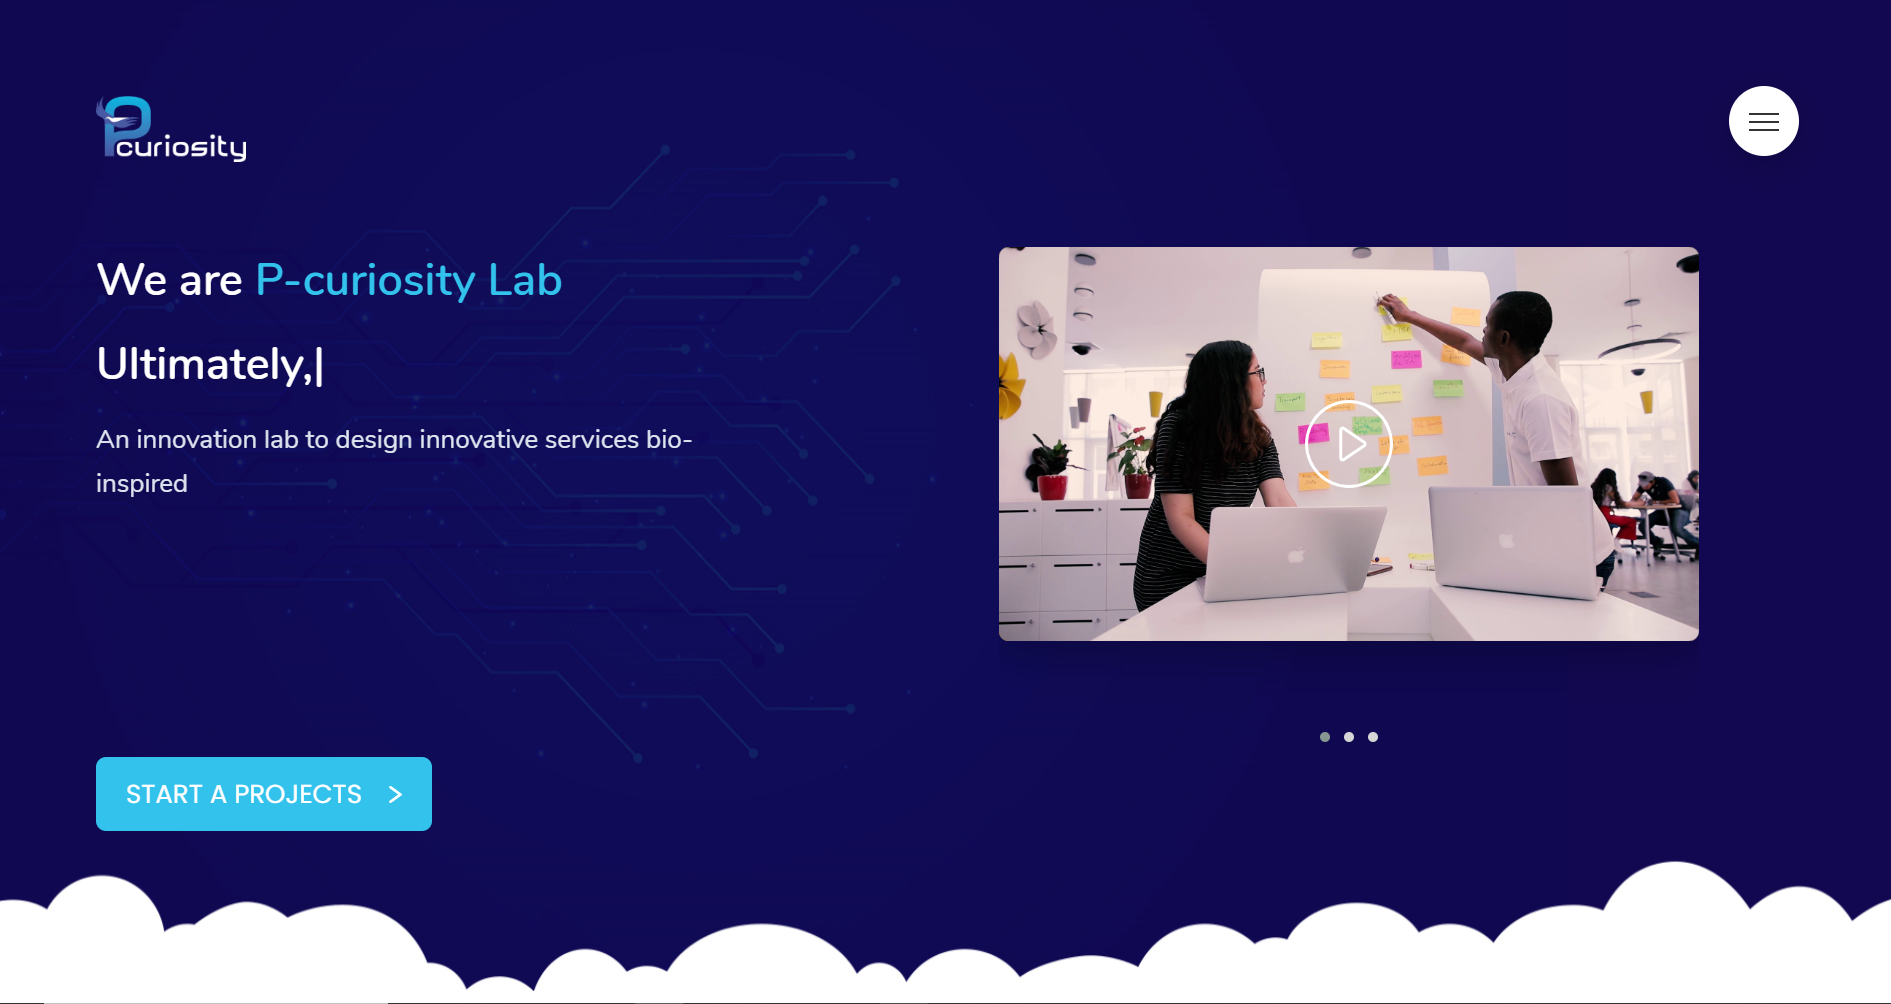 Pcuriosity
We are P-curiosity Lab
Ultimately,|
An innovation lab to design innovative services bio-
inspired
START A PROJECTS